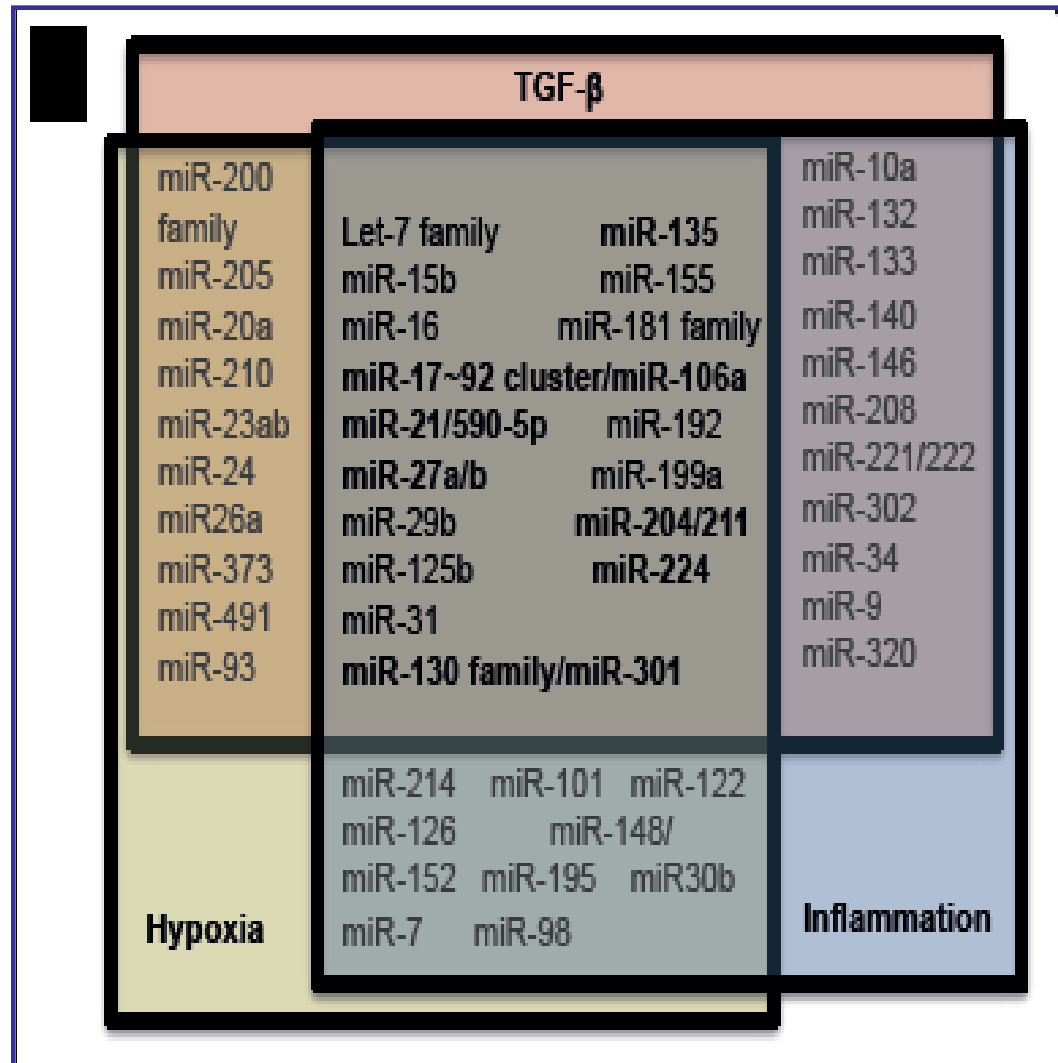 TGF-β
miR-200
family
miR-205
miR-20a
miR-210
miR-23ab
miR-24
miR26a
miR-373
miR-491
miR-93
Let-7 family miR-135
miR-15b miR-155
miR-16 miR-181 family
miR-17~92 cluster/miR-106a
miR-21/590-5p miR-192
miR-27a/b miR-199a
miR-29b miR-204/211
miR-125b miR-224
miR-31
miR-130 family/miR-301
miR-10a
miR-132
miR-133
miR-140
miR-146
miR-208
miR-221/222
miR-302
miR-34
miR-9
miR-320
miR-214 miR-101 miR-122
miR-126 miR-148/
miR-152 miR-195 miR30b
miR-7 miR-98
Hypoxia
Inflammation